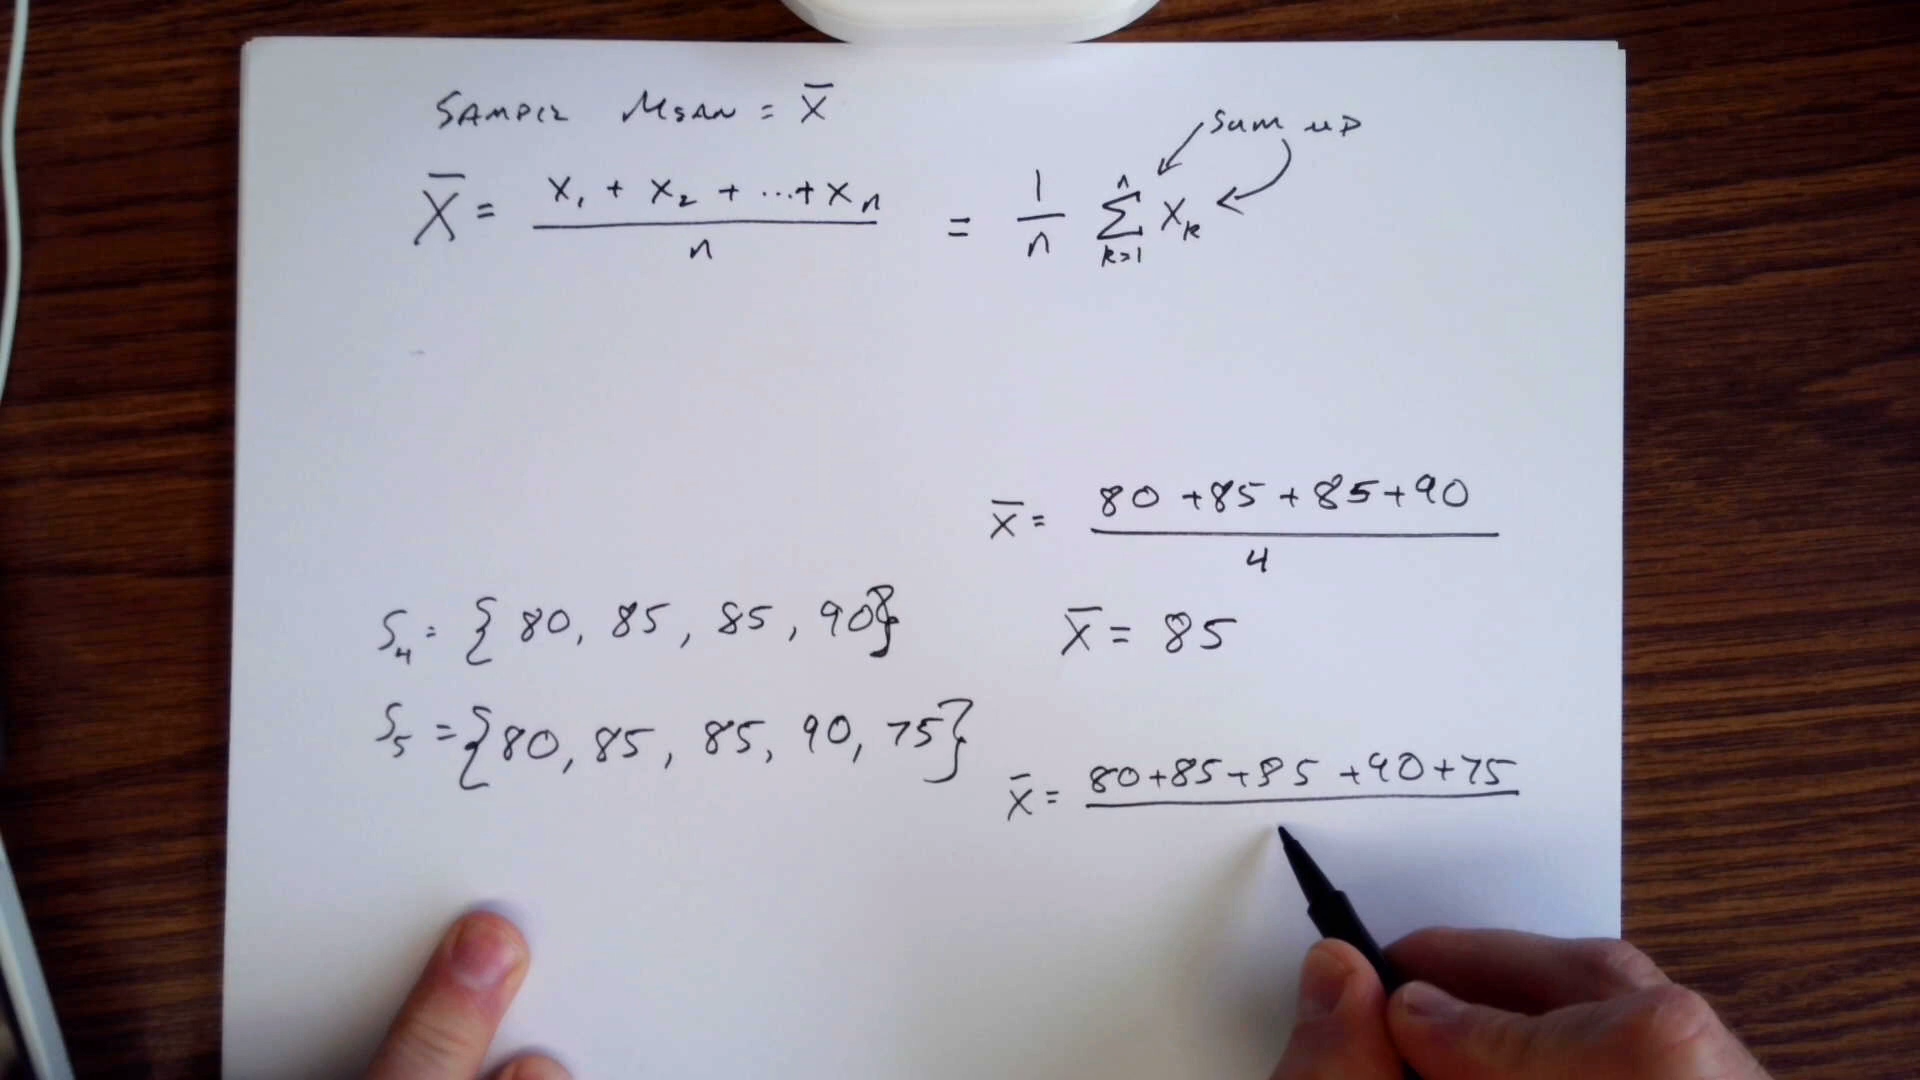 SAMPLE MEAN = X̄
sum up
X̄ = (x₁ + x₂ + ...+ xₙ) / n = 1/n ∑ₖ₌₁ⁿ xₖ
x̄ = (80 + 85 + 85 + 90) / 4
S₄ = { 80, 85, 85, 90}
x̄ = 85
S₅ = {80, 85, 85, 90, 75}
x̄ = 80+85+85+90+75